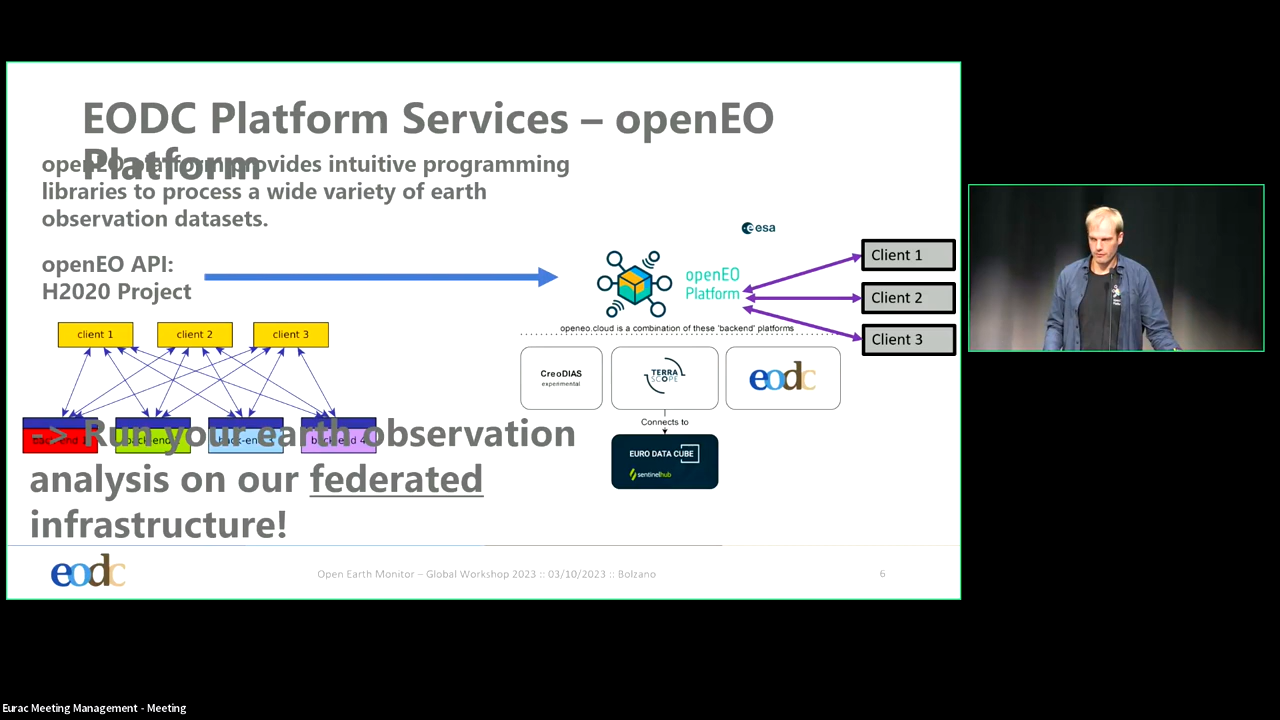 EODC Platform Services – openEO
Platform
openEO platform provides intuitive programming
libraries to process a wide variety of earth
observation datasets.
openEO API:
H2020 Project
client 1
client 2
client 3
back-end 2
back-end 4
-> Run your earth observation
analysis on our federated
infrastructure!
esa
openEO
Platform
Client 1
Client 2
Client 3
openeo.cloud is a combination of these 'backend' platforms
CreoDIAS
experimental
TERRA
SCOPE
eodc
Connects to
EURO DATA CUBE
sentinelhub
eodc
Open Earth Monitor – Global Workshop 2023 :: 03/10/2023 :: Bolzano
6
Eurac Meeting Management - Meeting